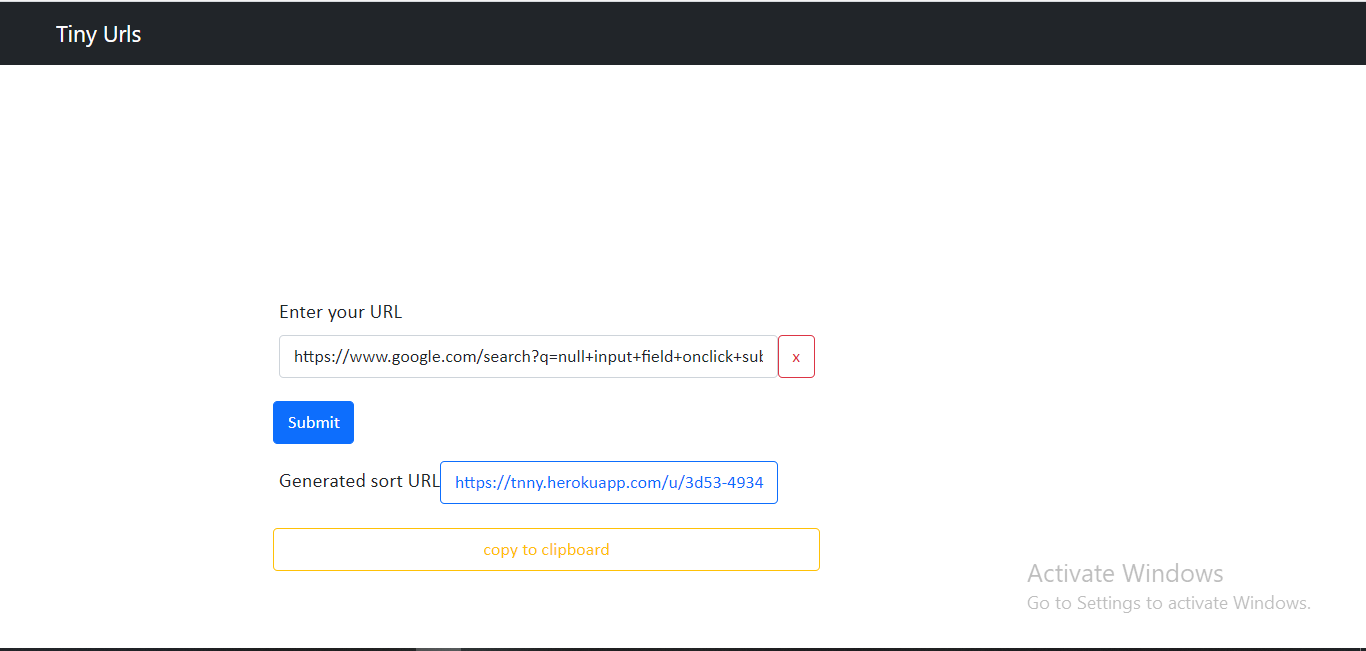 Tiny Urls
Enter your URL
https://www.google.com/search?q=null+input+field+onclick+sub
x
Submit
Generated sort URL https://tnny.herokuapp.com/u/3d53-4934
copy to clipboard
Activate Windows
Go to Settings to activate Windows.